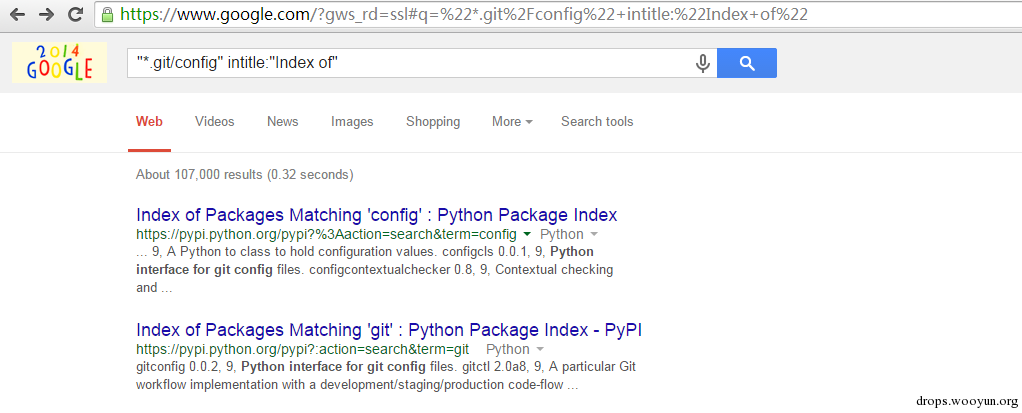 https://www.google.com/?gws_rd=ssl#q=%22*.git%2Fconfig%22+intitle:%22Index+of%22
2014
GOOGLE
"*.git/config" intitle:"Index of"
Web Videos News Images Shopping More Search tools
About 107,000 results (0.32 seconds)
Index of Packages Matching 'config' : Python Package Index
https://pypi.python.org/pypi?%3Aaction=search&term=config Python
... 9, A Python to class to hold configuration values. configcls 0.0.1, 9, Python
interface for git config files. configcontextualchecker 0.8, 9, Contextual checking
and ...
Index of Packages Matching 'git' : Python Package Index - PyPI
https://pypi.python.org/pypi?:action=search&term=git Python
gitconfig 0.0.2, 9, Python interface for git config files. gitctl 2.0a8, 9, A particular Git
workflow implementation with a development/staging/production code-flow ...
drops.wooyun.org